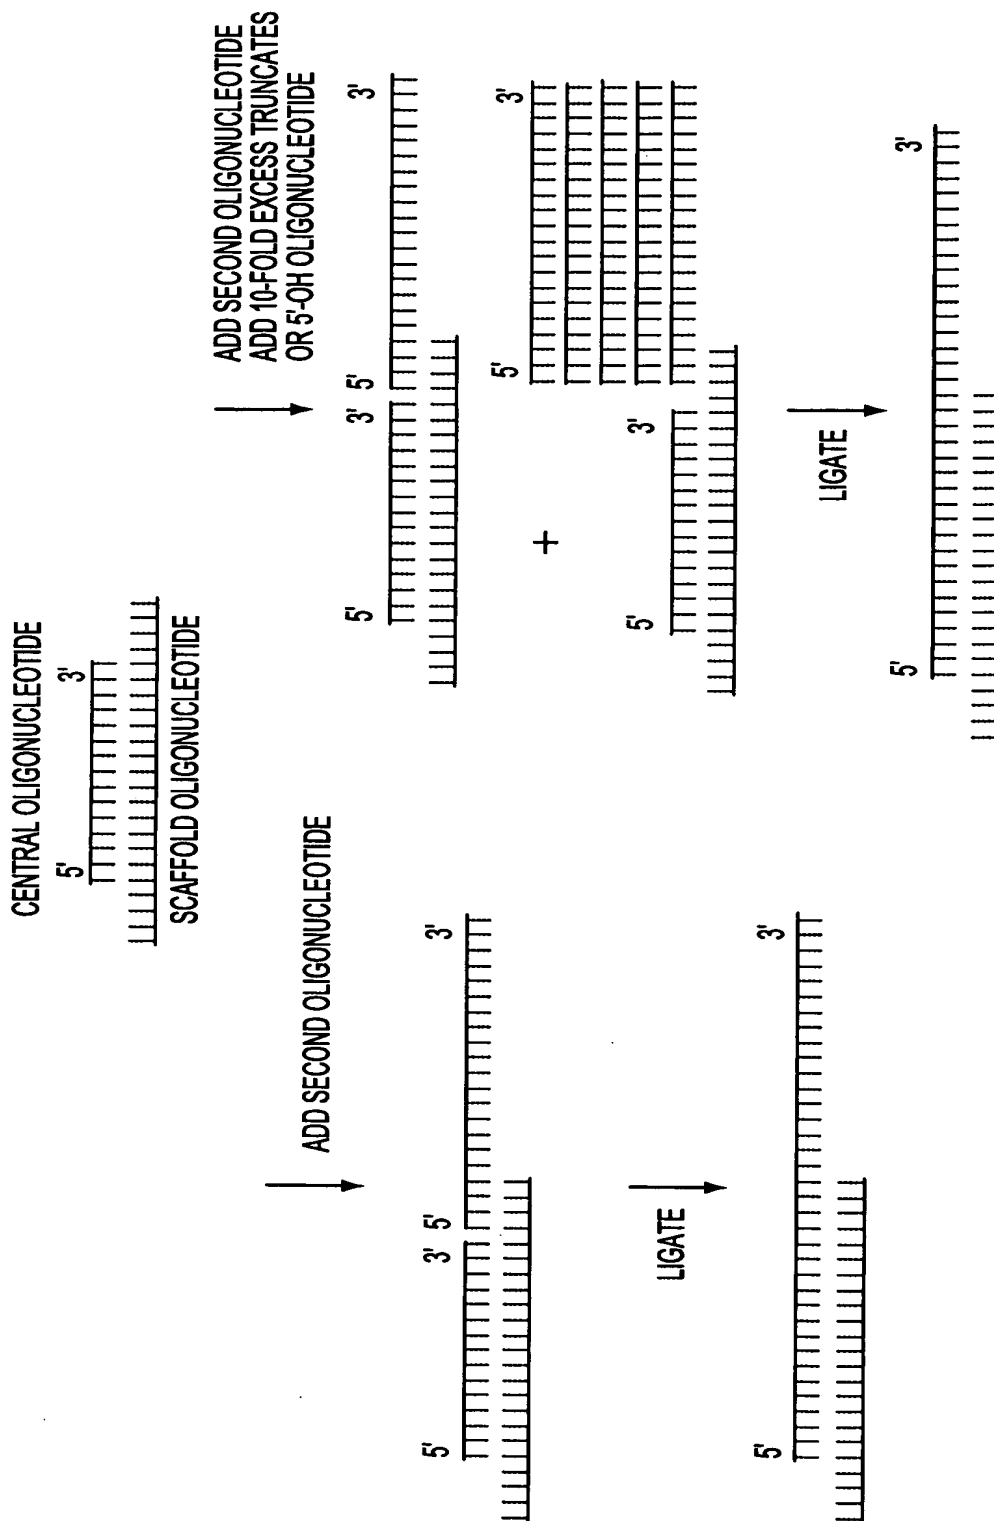 CENTRAL OLIGONUCLEOTIDE
5' 3'
SCAFFOLD OLIGONUCLEOTIDE
ADD SECOND OLIGONUCLEOTIDE
5' 3' 5' 3'
LIGATE
5' 3'
ADD SECOND OLIGONUCLEOTIDE
ADD 10-FOLD EXCESS TRUNCATES
OR 5'-OH OLIGONUCLEOTIDE
5' 3' 5' 3'
+
5' 3'
5' 3'
LIGATE
5' 3'